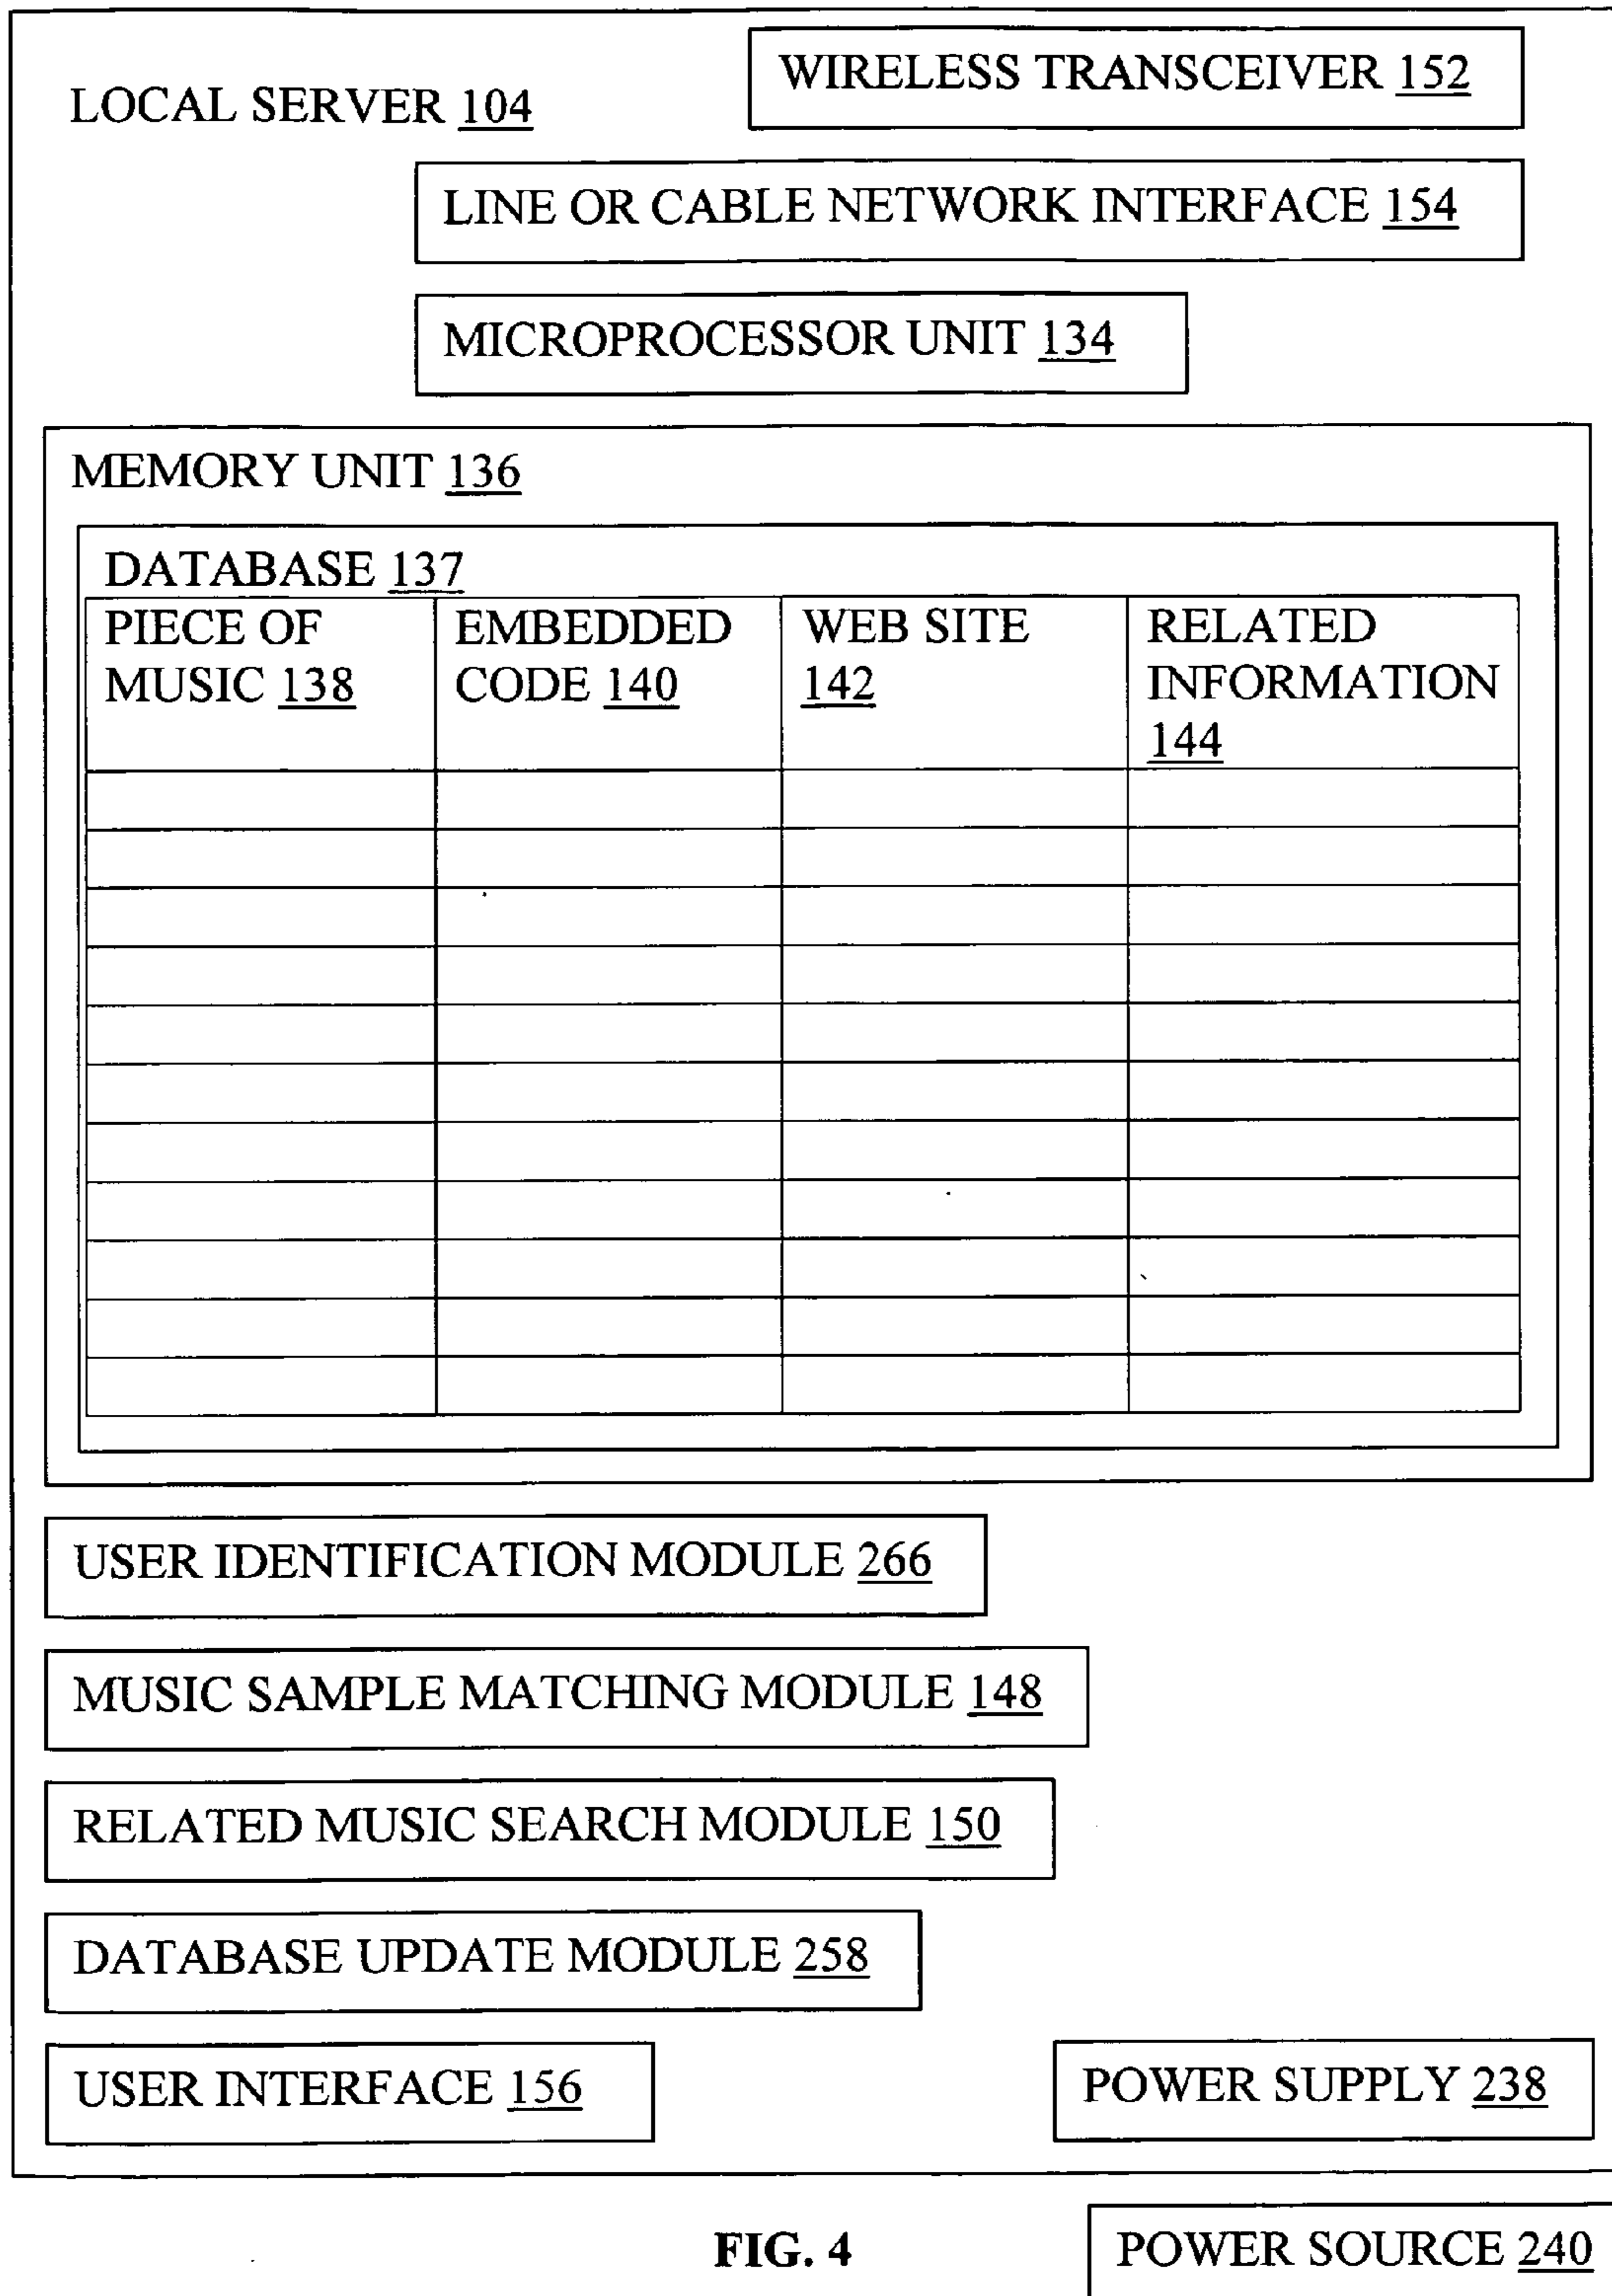 LOCAL SERVER 104
WIRELESS TRANSCEIVER 152
LINE OR CABLE NETWORK INTERFACE 154
MICROPROCESSOR UNIT 134
MEMORY UNIT 136
DATABASE 137
PIECE OF
MUSIC 138
EMBEDDED
CODE 140
WEB SITE
142
RELATED
INFORMATION
144
USER IDENTIFICATION MODULE 266
MUSIC SAMPLE MATCHING MODULE 148
RELATED MUSIC SEARCH MODULE 150
DATABASE UPDATE MODULE 258
USER INTERFACE 156
POWER SUPPLY 238
FIG. 4
POWER SOURCE 240